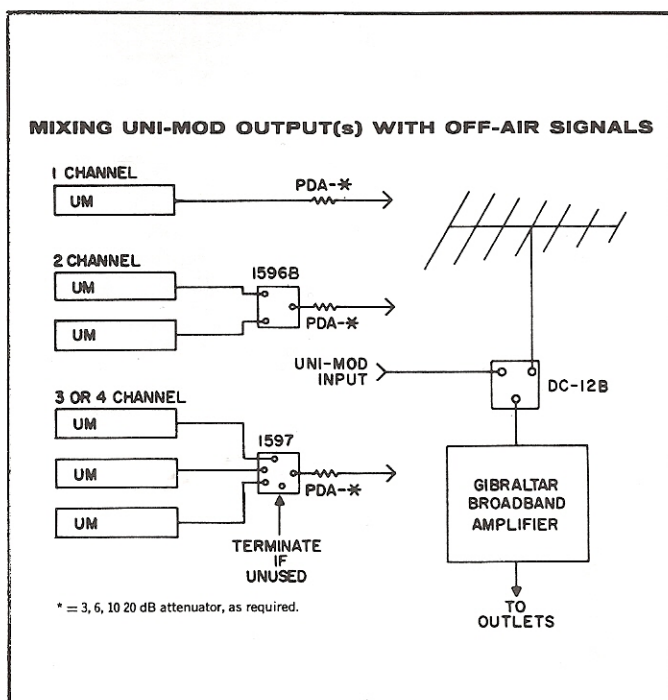 MIXING UNI-MOD OUTPUT(s) WITH OFF-AIR SIGNALS
1 CHANNEL
UM
PDA-*
2 CHANNEL
UM
UM
1596B
PDA-*
3 OR 4 CHANNEL
UM
UM
UM
1597
PDA-*
TERMINATE
IF
UNUSED
* = 3, 6, 10 20 dB attenuator, as required.
UNI-MOD
INPUT
DC-12B
GIBRALTAR
BROADBAND
AMPLIFIER
TO
OUTLETS